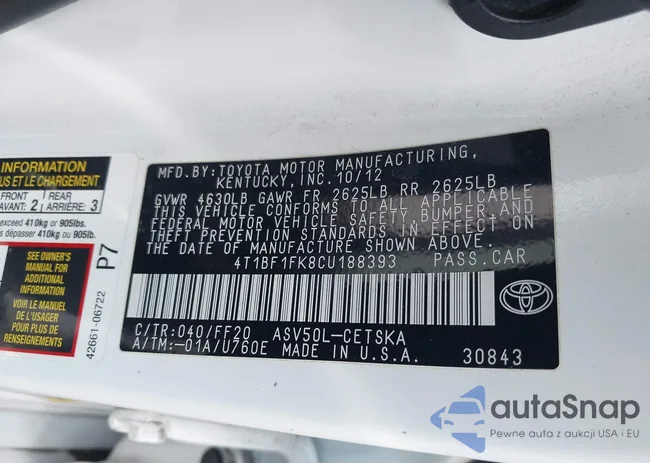 INFORMATION
US ET LE CHARGEMENT
FRONT
AVANT: 2
REAR
ARRIÈRE: 3
exceed 410kg or 905lbs.
dépasser 410kg ou 905lb.
SEE OWNER'S
MANUAL FOR
ADDITIONAL
INFORMATION
VOIR LE MANUEL
DE L'USAGER
POUR PLUS DE
RENSEIGNEMENTS
P7
42661-06722
MFD.BY:TOYOTA MOTOR MANUFACTURING,
KENTUCKY, INC. 10/12
GVWR 4630LB GAWR FR 2625LB RR 2625LB
THIS VEHICLE CONFORMS TO ALL APPLICABLE
FEDERAL MOTOR VEHICLE SAFETY, BUMPER,AND
THEFT PREVENTION STANDARDS IN EFFECT ON
THE DATE OF MANUFACTURE SHOWN ABOVE.
4T1BF1FK8CU188393 PASS.CAR
C/TR:040/FF20 ASV50L-CETSKA
A/TM:-01A/U760E MADE IN U.S.A. 30843
autaSnap
Pewne auta z aukcji USA i EU